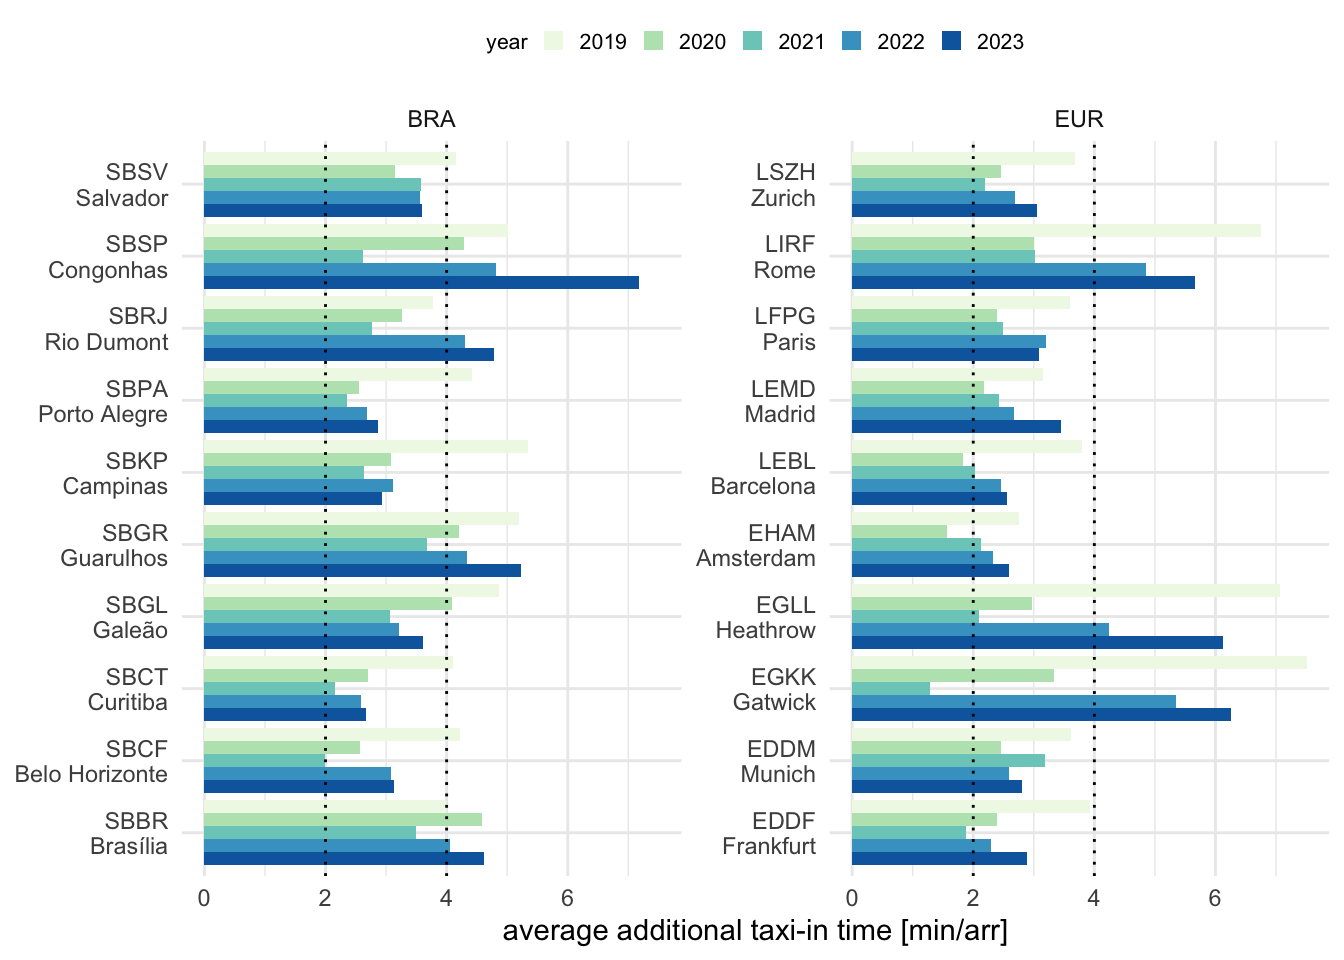 year 2019 2020 2021 2022 2023
BRA
SBSV
Salvador
SBSP
Congonhas
SBRJ
Rio Dumont
SBPA
Porto Alegre
SBKP
Campinas
SBGR
Guarulhos
SBGL
Galeão
SBCT
Curitiba
SBCF
Belo Horizonte
SBBR
Brasília
0 2 4 6
EUR
LSZH
Zurich
LIRF
Rome
LFPG
Paris
LEMD
Madrid
LEBL
Barcelona
EHAM
Amsterdam
EGLL
Heathrow
EGKK
Gatwick
EDDM
Munich
EDDF
Frankfurt
0 2 4 6
average additional taxi-in time [min/arr]